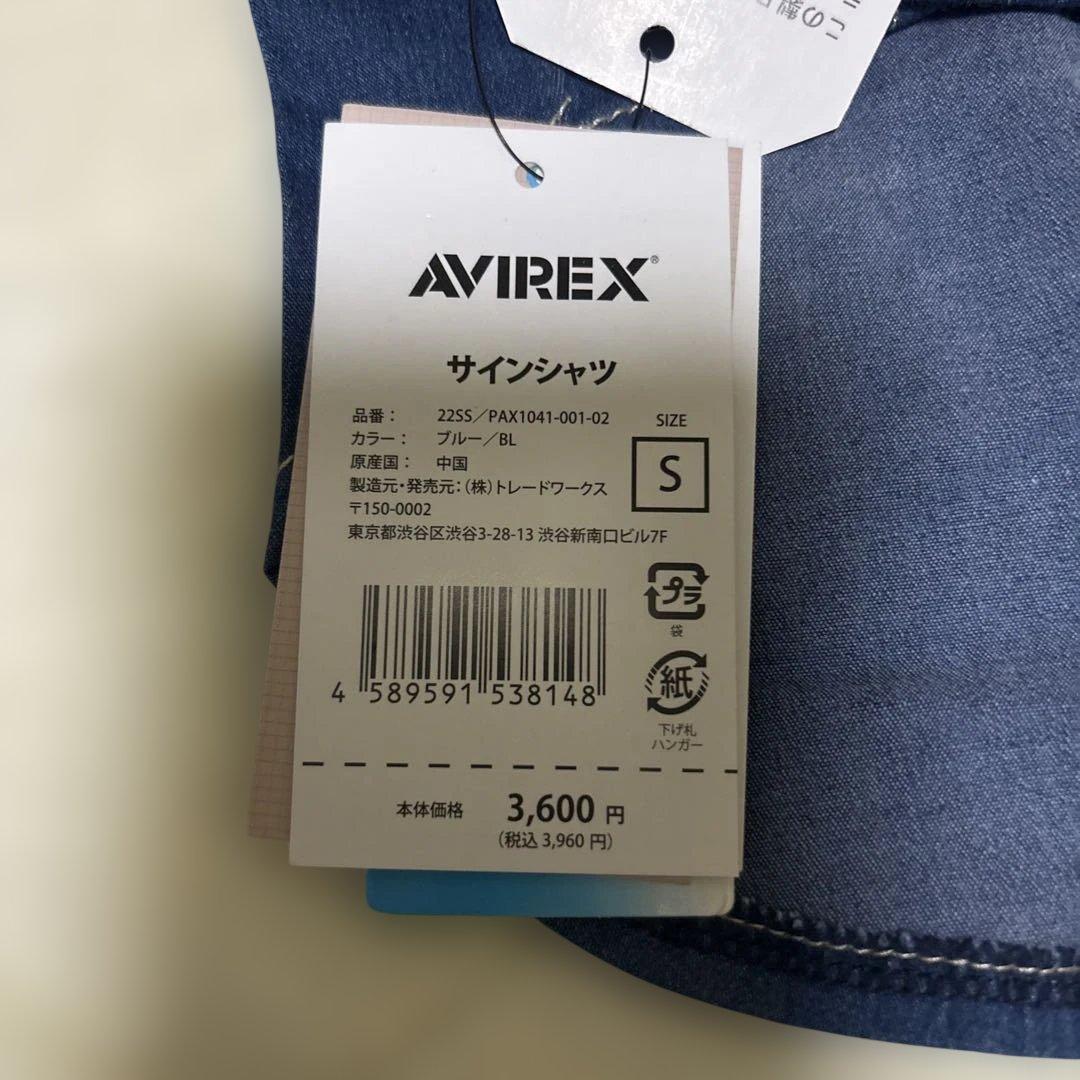 AVIREX®
サインシャツ
品番： 22SS／PAX1041-001-02
カラー： ブルー／BL
原産国： 中国
製造元・発売元：（株）トレードワークス
〒150-0002
東京都渋谷区渋谷3-28-13 渋谷新南口ビル7F
SIZE
S
プラ
袋
紙
下げ札
ハンガー
4 589591 538148
本体価格 3,600 円
（税込 3,960 円）